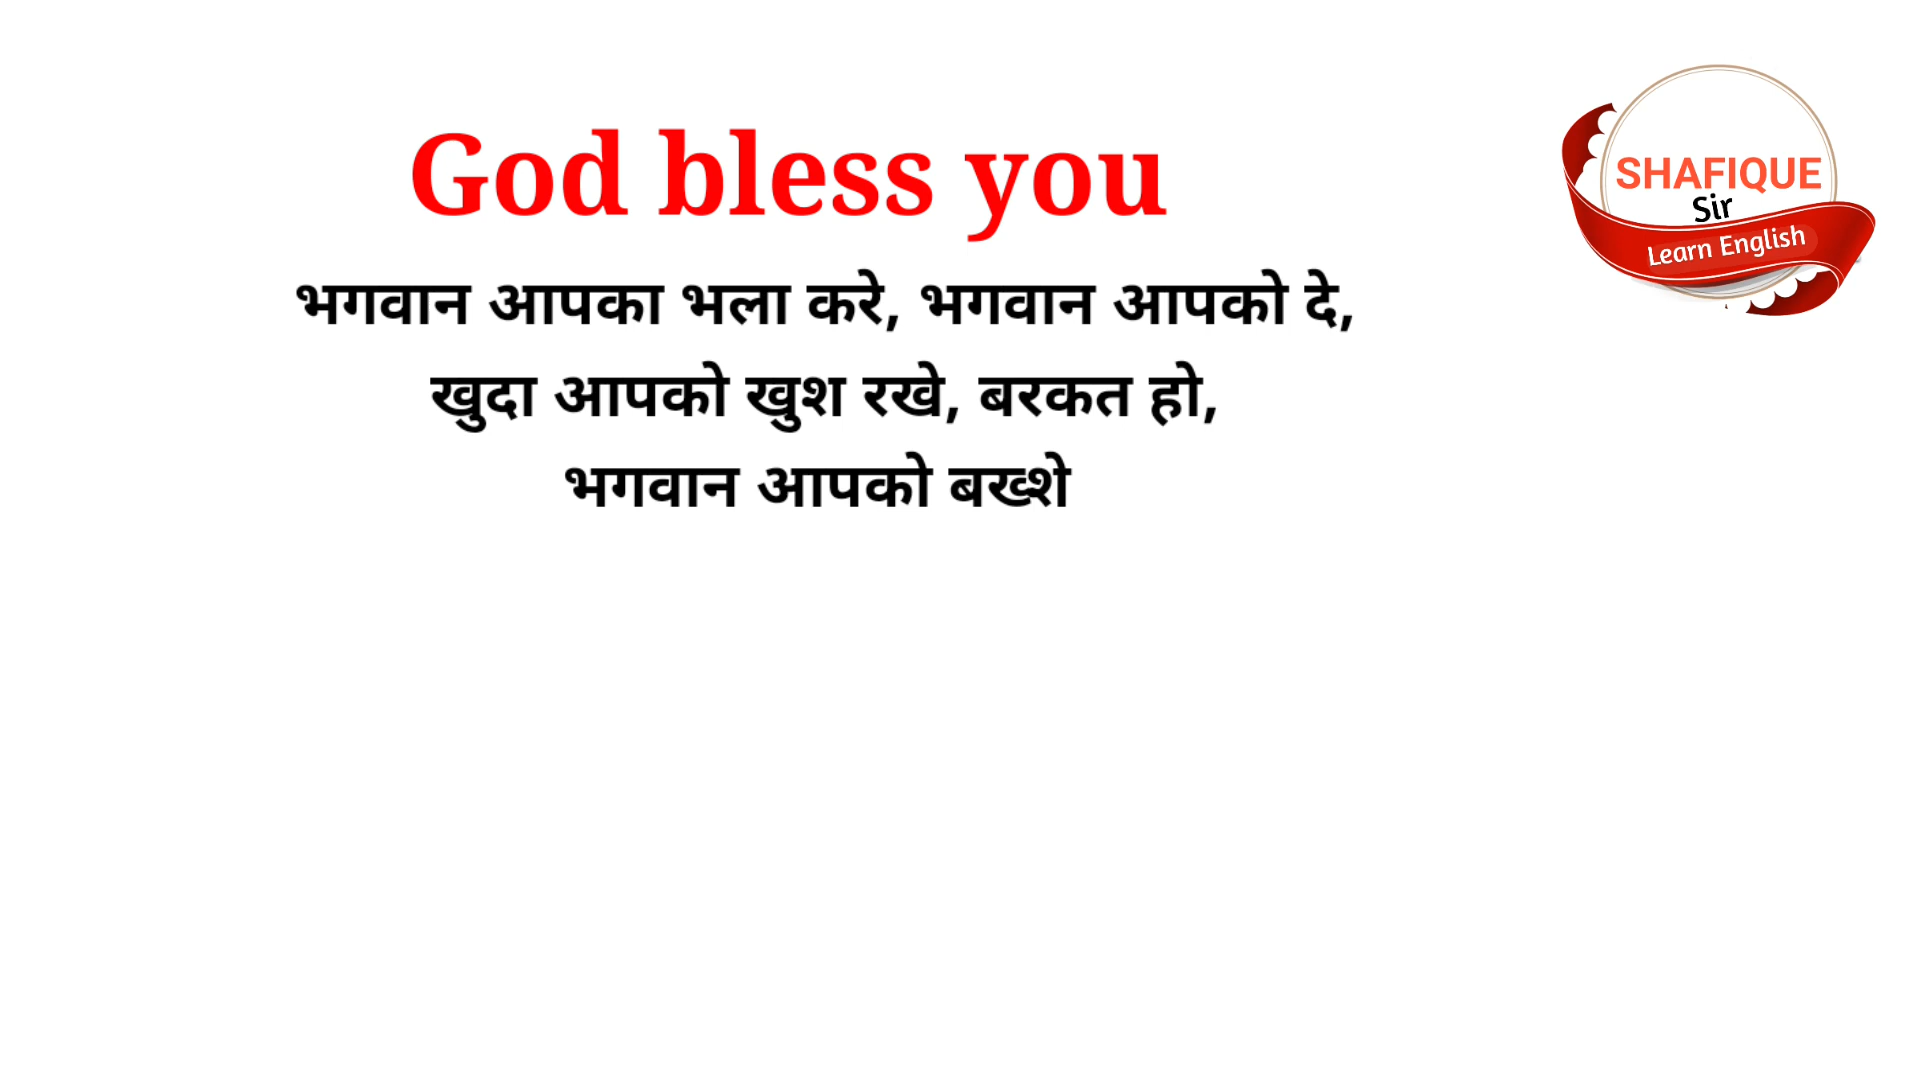 God bless you
भगवान आपका भला करे, भगवान आपको दे,
खुदा आपको खुश रखे, बरकत हो,
भगवान आपको बख्शे
SHAFIQUE
Sir
Learn English